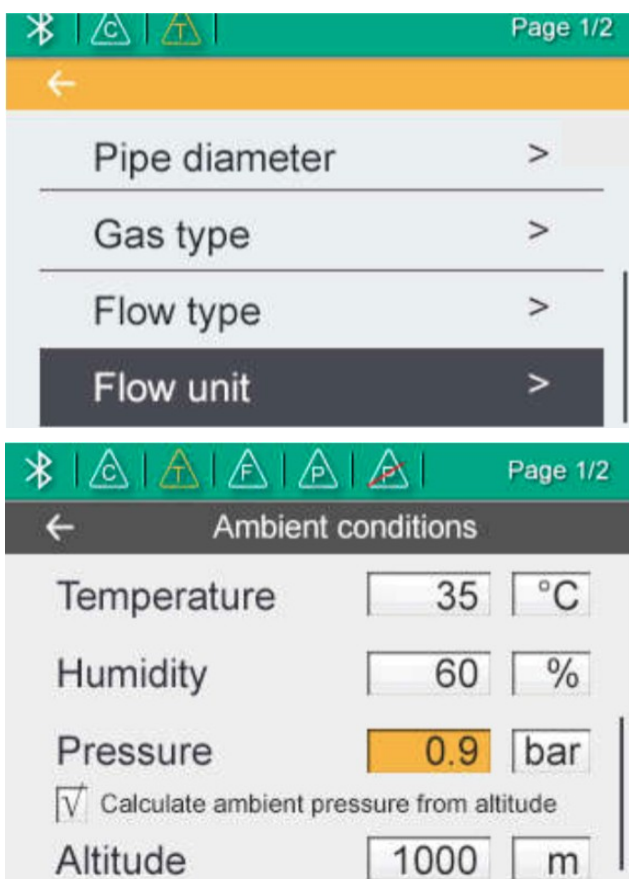 C T Page 1/2
←
Pipe diameter >
Gas type >
Flow type >
Flow unit >
C T F P F Page 1/2
← Ambient conditions
Temperature 35 °C
Humidity 60 %
Pressure 0.9 bar
√ Calculate ambient pressure from altitude
Altitude 1000 m